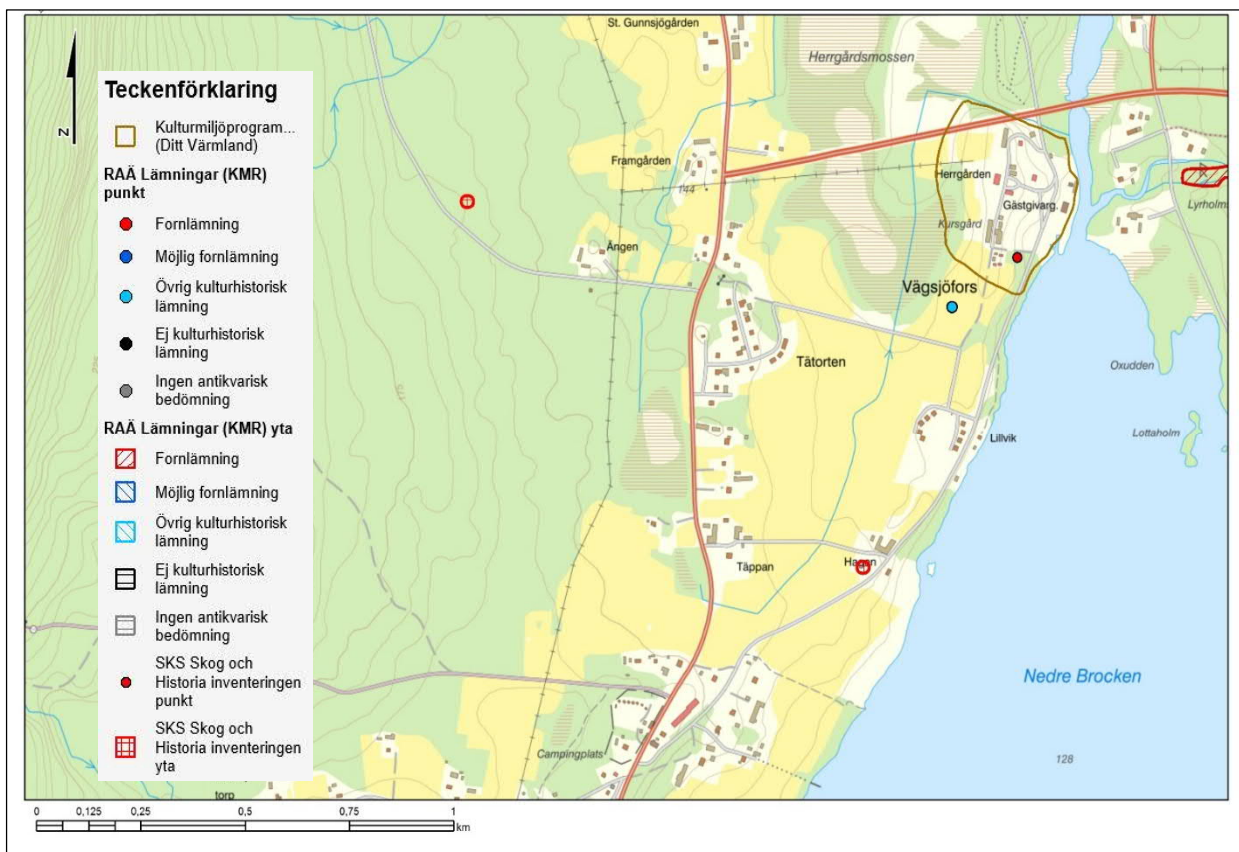 Teckenförklaring
Kulturmiljöprogram...
(Ditt Värmland)
RAÄ Lämningar (KMR)
punkt
Fornlämning
Möjlig fornlämning
Övrig kulturhistorisk
lämning
Ej kulturhistorisk
lämning
Ingen antikvarisk
bedömning
RAÄ Lämningar (KMR) yta
Fornlämning
Möjlig fornlämning
Övrig kulturhistorisk
lämning
Ej kulturhistorisk
lämning
Ingen antikvarisk
bedömning
SKS Skog och
Historia inventeringen
punkt
SKS Skog och
Historia inventeringen
yta
N
St. Gunnsjögården
Herrgårdsmossen
Framgården
144
Herrgården
Gästgivarg.
Kursgård
Lyrholm
Ängen
Vägsjöfors
Tätorten
Oxudden
175
Lottaholm
Lillvik
Täppan
Hagen
Nedre Brocken
Campingplats
128
torp
0
0,125
0,25
0,5
0,75
1
km